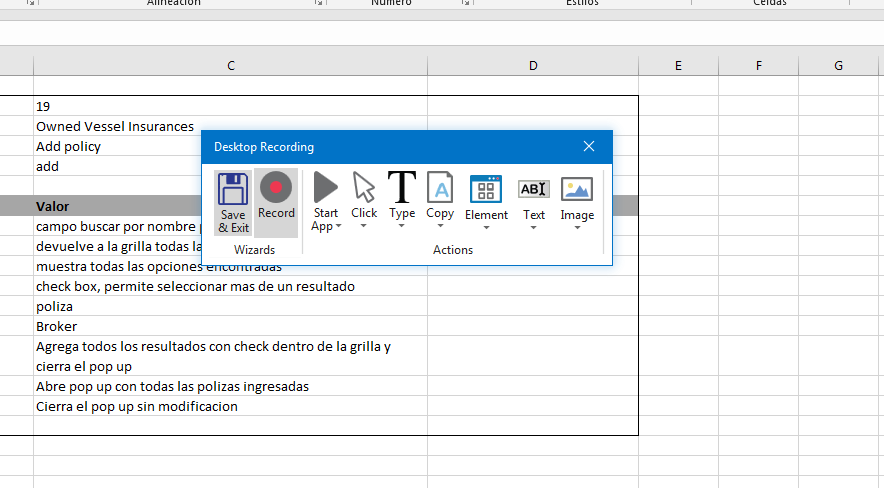 Alineación
Número
Estilos
Celdas
C D E F G
19
Owned Vessel Insurances
Add policy
add
Valor
campo buscar por nombre
devuelve a la grilla todas
muestra todas las opciones encontradas
check box, permite seleccionar mas de un resultado
poliza
Broker
Agrega todos los resultados con check dentro de la grilla y
cierra el pop up
Abre pop up con todas las polizas ingresadas
Cierra el pop up sin modificacion
Desktop Recording
Save
& Exit
Record
Start
App
Click
Type
Copy
Element
Text
Image
Wizards
Actions